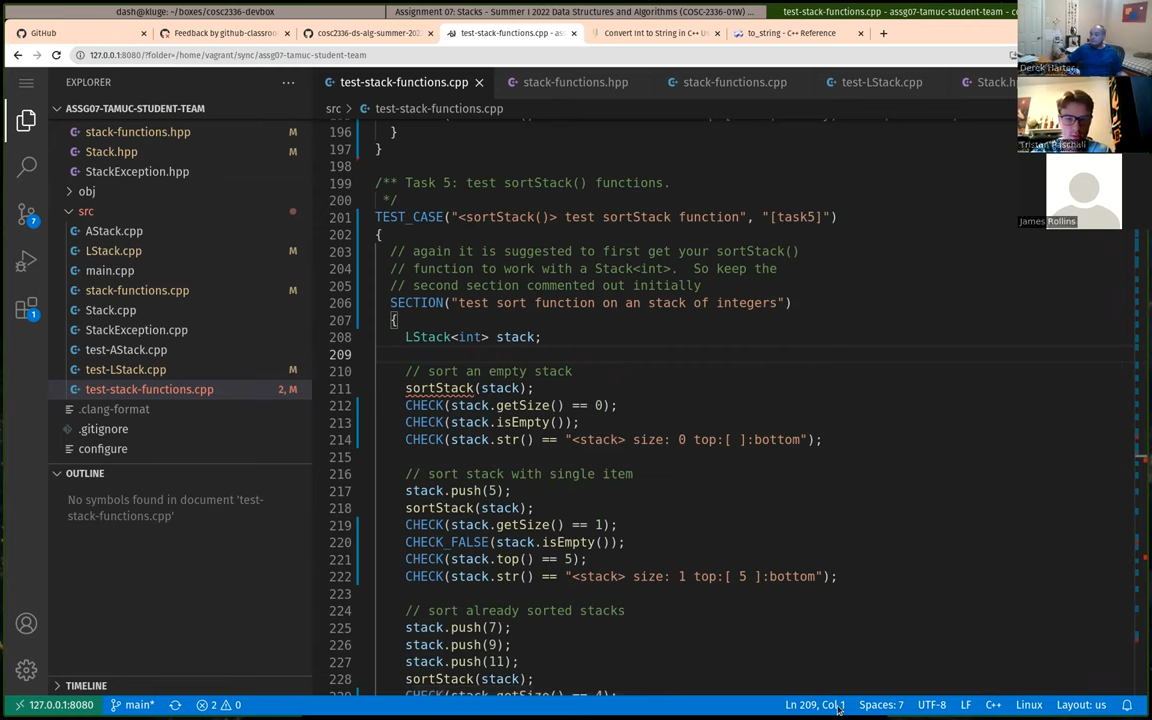 dash@kluge: ~/boxes/cosc2336-devbox
Assignment 07: Stacks - Summer I 2022 Data Structures and Algorithms (COSC-2336-01W)
test-stack-functions.cpp - assg07-tamuc-student-team
GitHub
Feedback by github-classroo
cosc2336-ds-alg-summer-202
test-stack-functions.cpp - as
Convert Int to String in C++ U
to_string - C++ Reference
127.0.0.1:8080/?folder=/home/vagrant/sync/assg07-tamuc-student-team
Derek Harter
Tristan Paschall
James Rollins
EXPLORER
ASSG07-TAMUC-STUDENT-TEAM
stack-functions.hpp M
Stack.hpp M
StackException.hpp
obj
src
AStack.cpp
LStack.cpp M
main.cpp
stack-functions.cpp M
Stack.cpp
StackException.cpp
test-AStack.cpp
test-LStack.cpp M
test-stack-functions.cpp 2, M
.clang-format
.gitignore
configure
OUTLINE
No symbols found in document 'test-
stack-functions.cpp'
TIMELINE
7
1
test-stack-functions.cpp
stack-functions.hpp
stack-functions.cpp
test-LStack.cpp
Stack.h
src > test-stack-functions.cpp
196 }
197 }
198
199 /** Task 5: test sortStack() functions.
200 */
201 TEST_CASE("<sortStack()> test sortStack function", "[task5]")
202 {
203 // again it is suggested to first get your sortStack()
204 // function to work with a Stack<int>.  So keep the
205 // second section commented out initially
206 SECTION("test sort function on an stack of integers")
207 {
208 LStack<int> stack;
209
210 // sort an empty stack
211 sortStack(stack);
212 CHECK(stack.getSize() == 0);
213 CHECK(stack.isEmpty());
214 CHECK(stack.str() == "<stack> size: 0 top:[ ]:bottom");
215
216 // sort stack with single item
217 stack.push(5);
218 sortStack(stack);
219 CHECK(stack.getSize() == 1);
220 CHECK_FALSE(stack.isEmpty());
221 CHECK(stack.top() == 5);
222 CHECK(stack.str() == "<stack> size: 1 top:[ 5 ]:bottom");
223
224 // sort already sorted stacks
225 stack.push(7);
226 stack.push(9);
227 stack.push(11);
228 sortStack(stack);
CHECK(stack.getSize() == 4);
127.0.0.1:8080 main* 2 0 Ln 209, Col 1 Spaces: 7 UTF-8 LF C++ Linux Layout: us